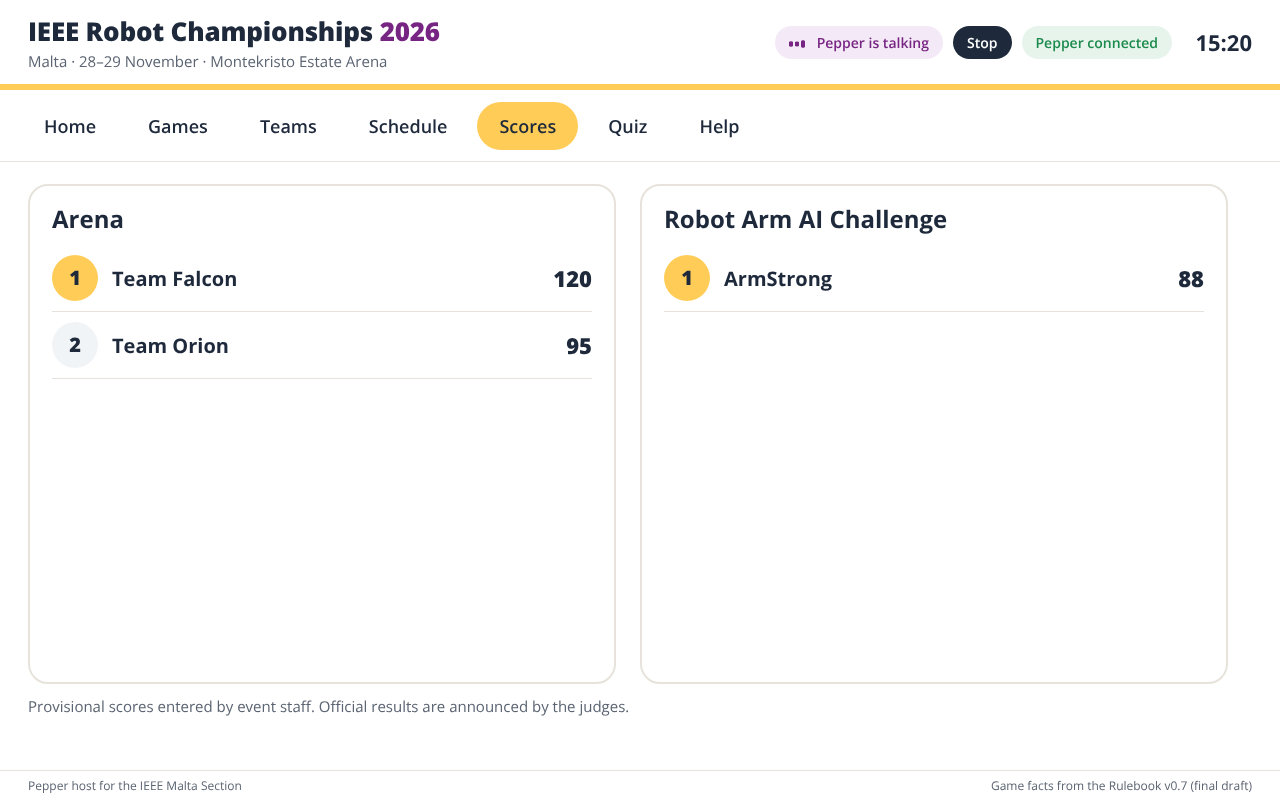 IEEE Robot Championships 2026
Malta · 28–29 November · Montekristo Estate Arena
Pepper is talking
Stop
Pepper connected
15:20
Home
Games
Teams
Schedule
Scores
Quiz
Help
Arena
1 Team Falcon 120
2 Team Orion 95
Robot Arm AI Challenge
1 ArmStrong 88
Provisional scores entered by event staff. Official results are announced by the judges.
Pepper host for the IEEE Malta Section
Game facts from the Rulebook v0.7 (final draft)